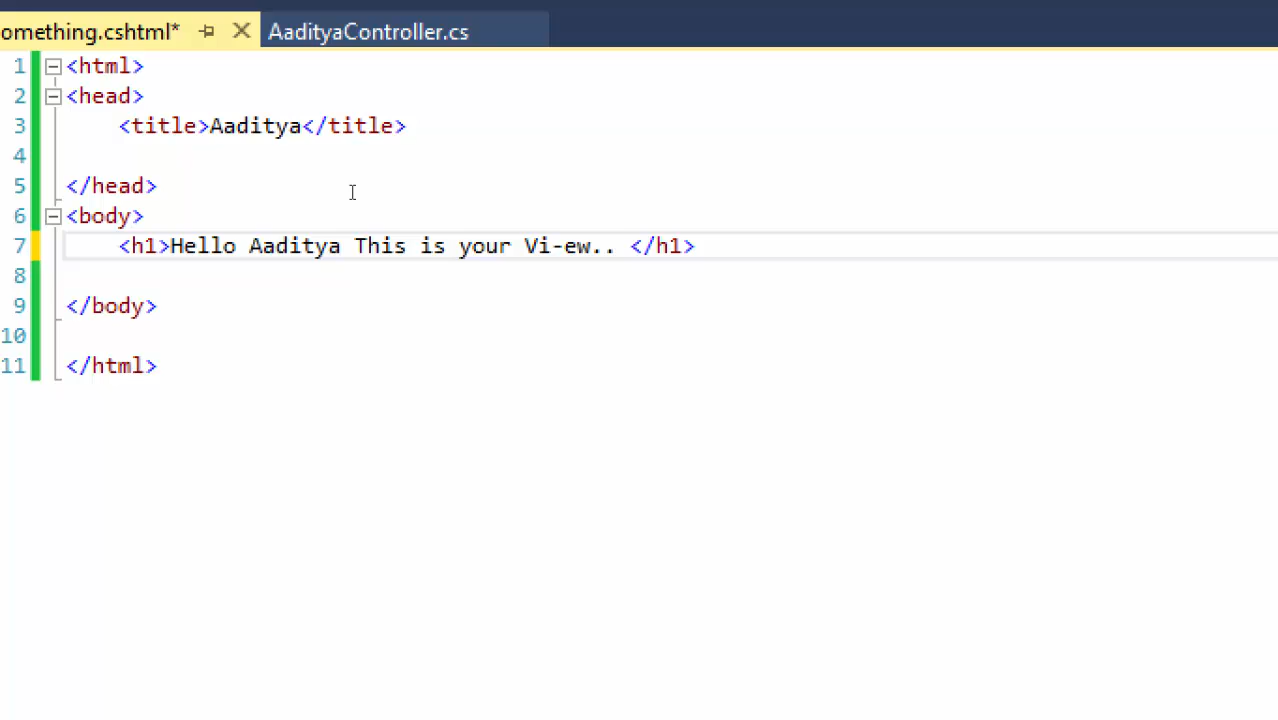 omething.cshtml* AadityaController.cs
1 <html>
2 <head>
3 <title>Aaditya</title>
4
5 </head>
6 <body>
7 <h1>Hello Aaditya This is your Vi-ew.. </h1>
8
9 </body>
10
11 </html>